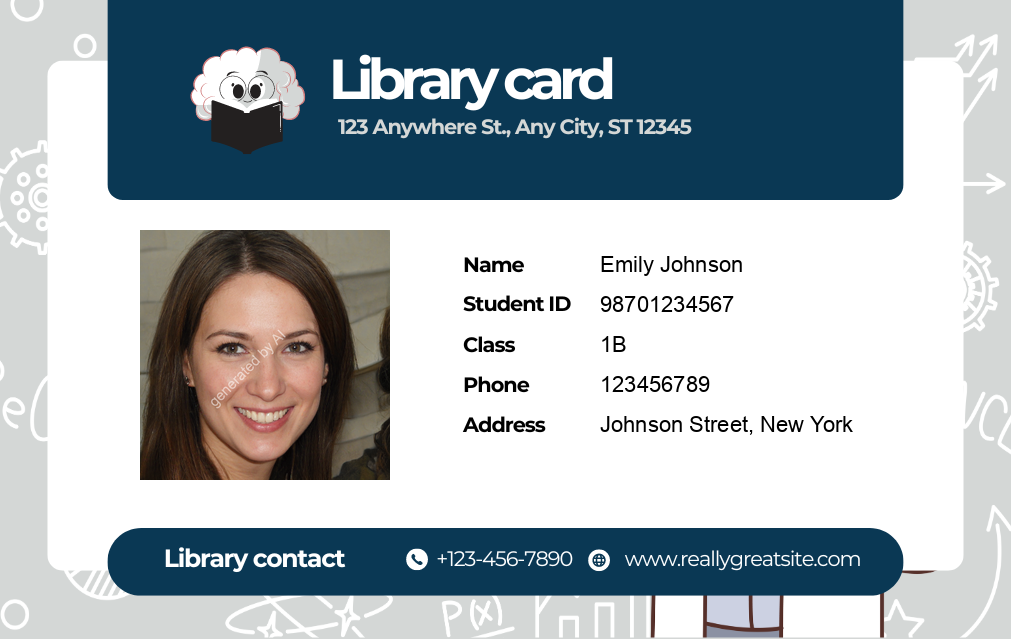 Library card
123 Anywhere St., Any City, ST 12345
generated by AI
Name Emily Johnson
Student ID 98701234567
Class 1B
Phone 123456789
Address Johnson Street, New York
Library contact +123-456-7890 www.reallygreatsite.com
P(x)